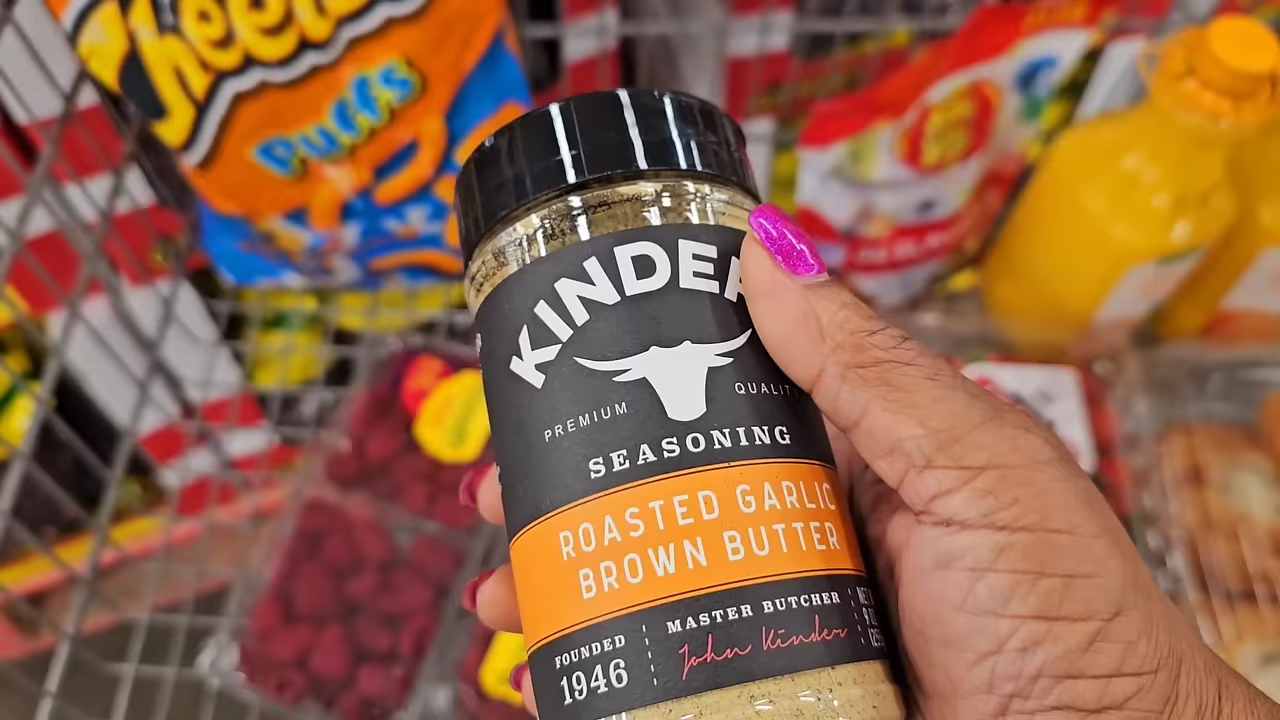 Cheetos
Puffs
KINDER
PREMIUM
QUALITY
SEASONING
ROASTED GARLIC
BROWN BUTTER
FOUNDED
1946
MASTER BUTCHER
John Kinder